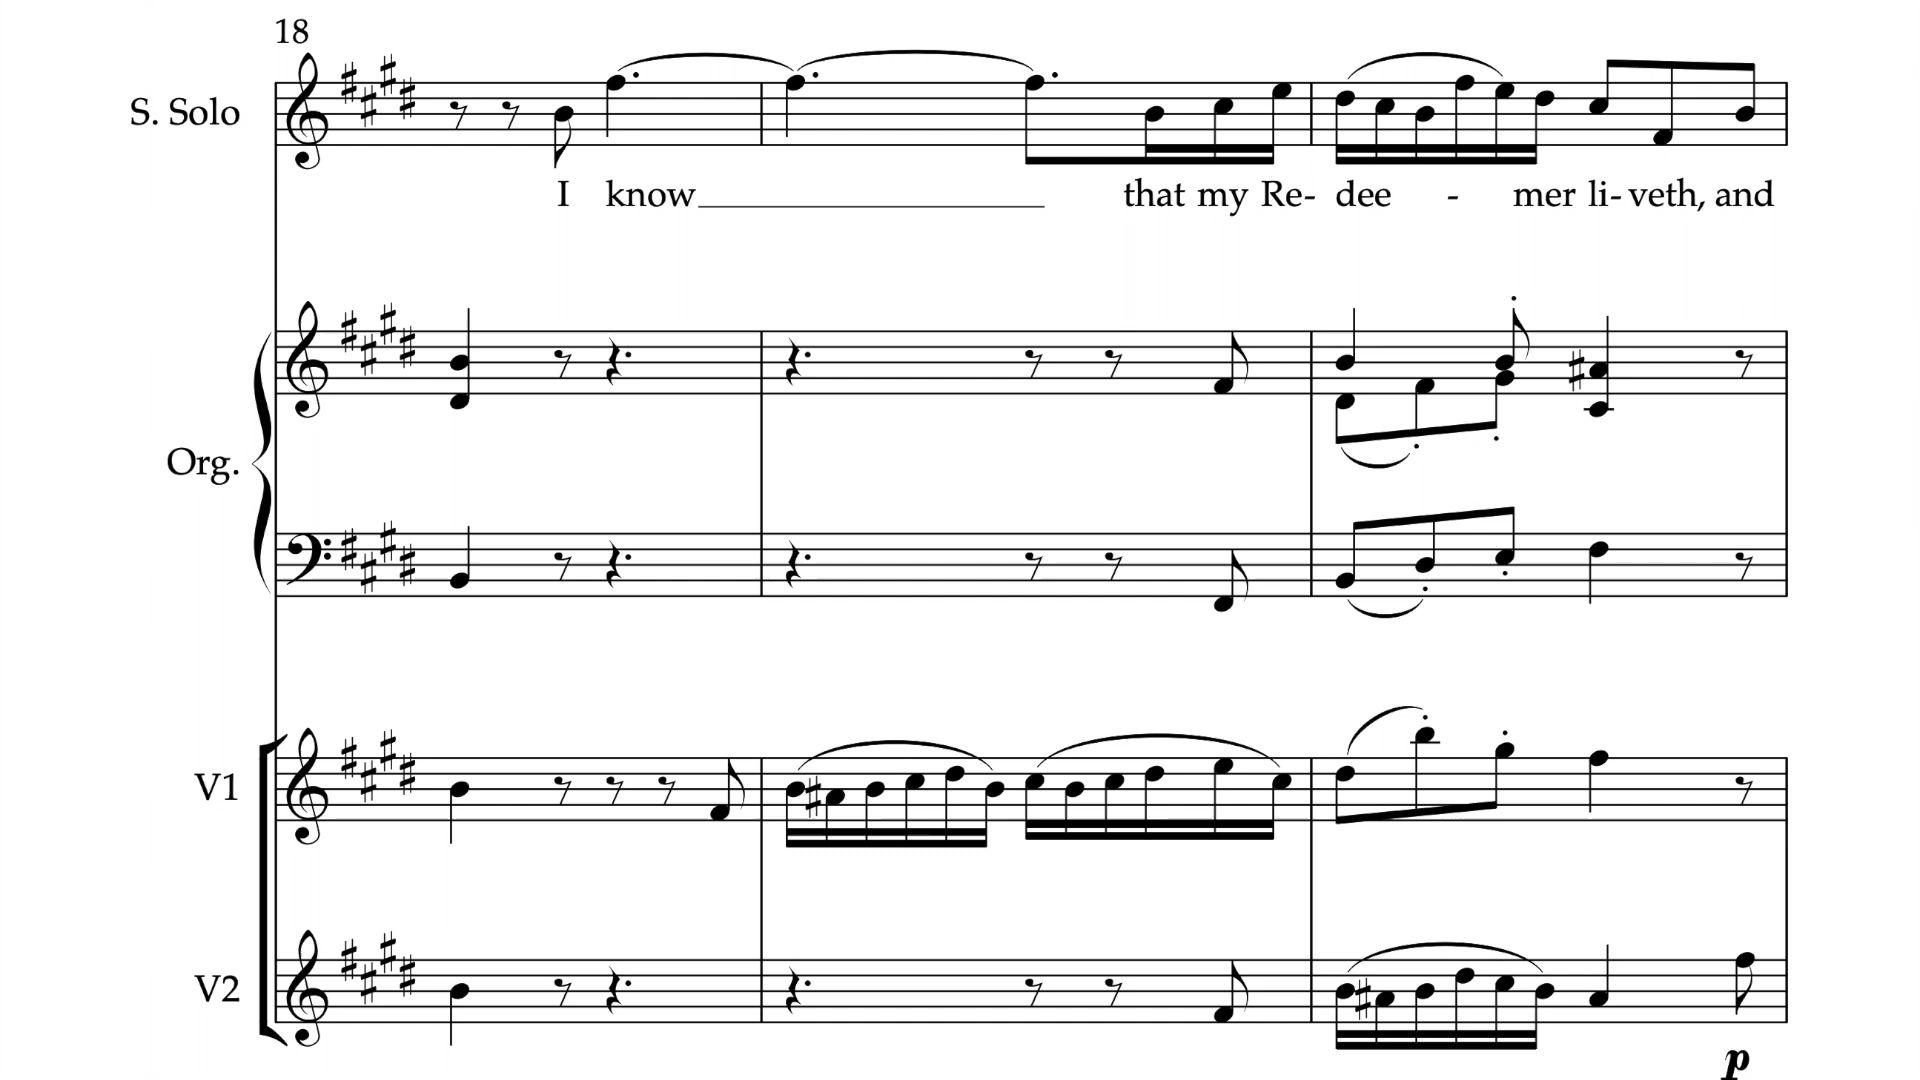 18
S. Solo
I know that my Re- dee - mer li- veth, and
Org.
V1
V2
p